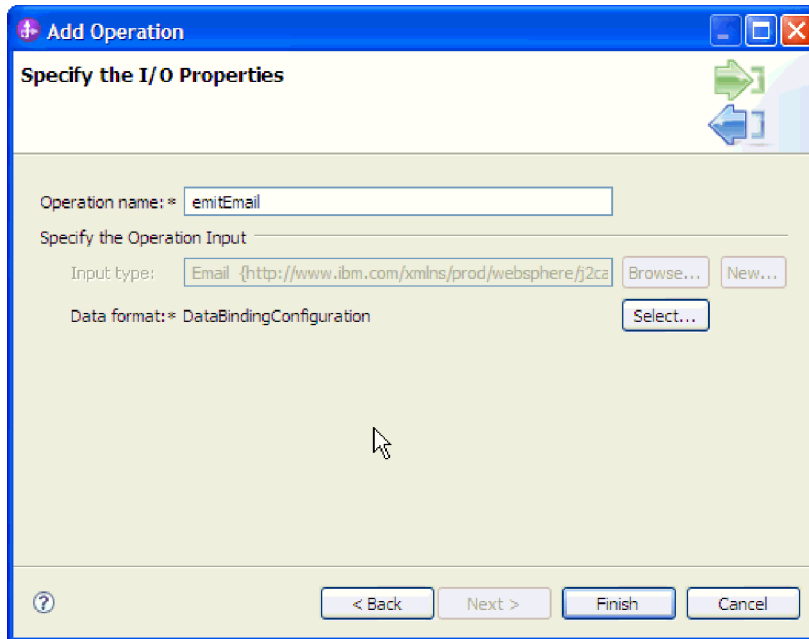 Add Operation
Specify the I/O Properties
Operation name: * emitEmail
Specify the Operation Input
Input type: Email {http://www.ibm.com/xmlns/prod/websphere/j2ca Browse... New...
Data format: * DataBindingConfiguration Select...
? < Back Next > Finish Cancel